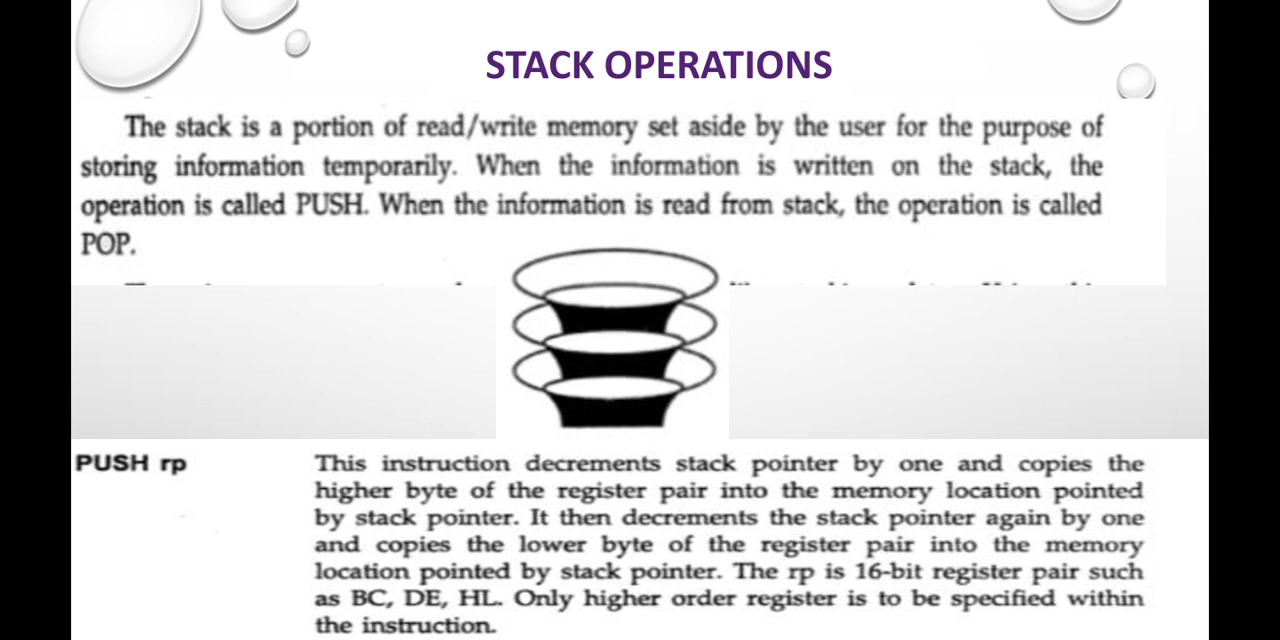 STACK OPERATIONS
The stack is a portion of read/write memory set aside by the user for the purpose of
storing information temporarily. When the information is written on the stack, the
operation is called PUSH. When the information is read from stack, the operation is called
POP.
PUSH rp
This instruction decrements stack pointer by one and copies the
higher byte of the register pair into the memory location pointed
by stack pointer. It then decrements the stack pointer again by one
and copies the lower byte of the register pair into the memory
location pointed by stack pointer. The rp is 16-bit register pair such
as BC, DE, HL. Only higher order register is to be specified within
the instruction.